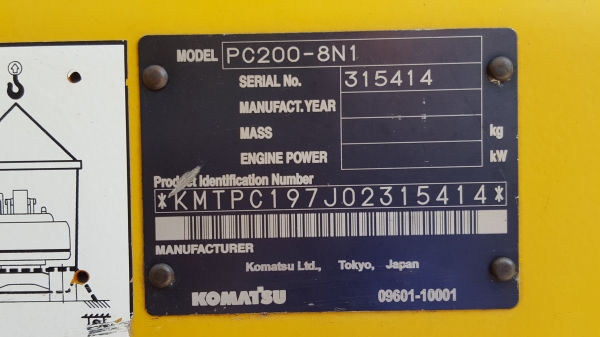 MODEL PC200-8N1
SERIAL No. 315414
MANUFACT. YEAR
MASS kg
ENGINE POWER kW
Product Identification Number
*KMTPC197J02315414*
MANUFACTURER
Komatsu Ltd., Tokyo, Japan
KOMATSU 09601-10001